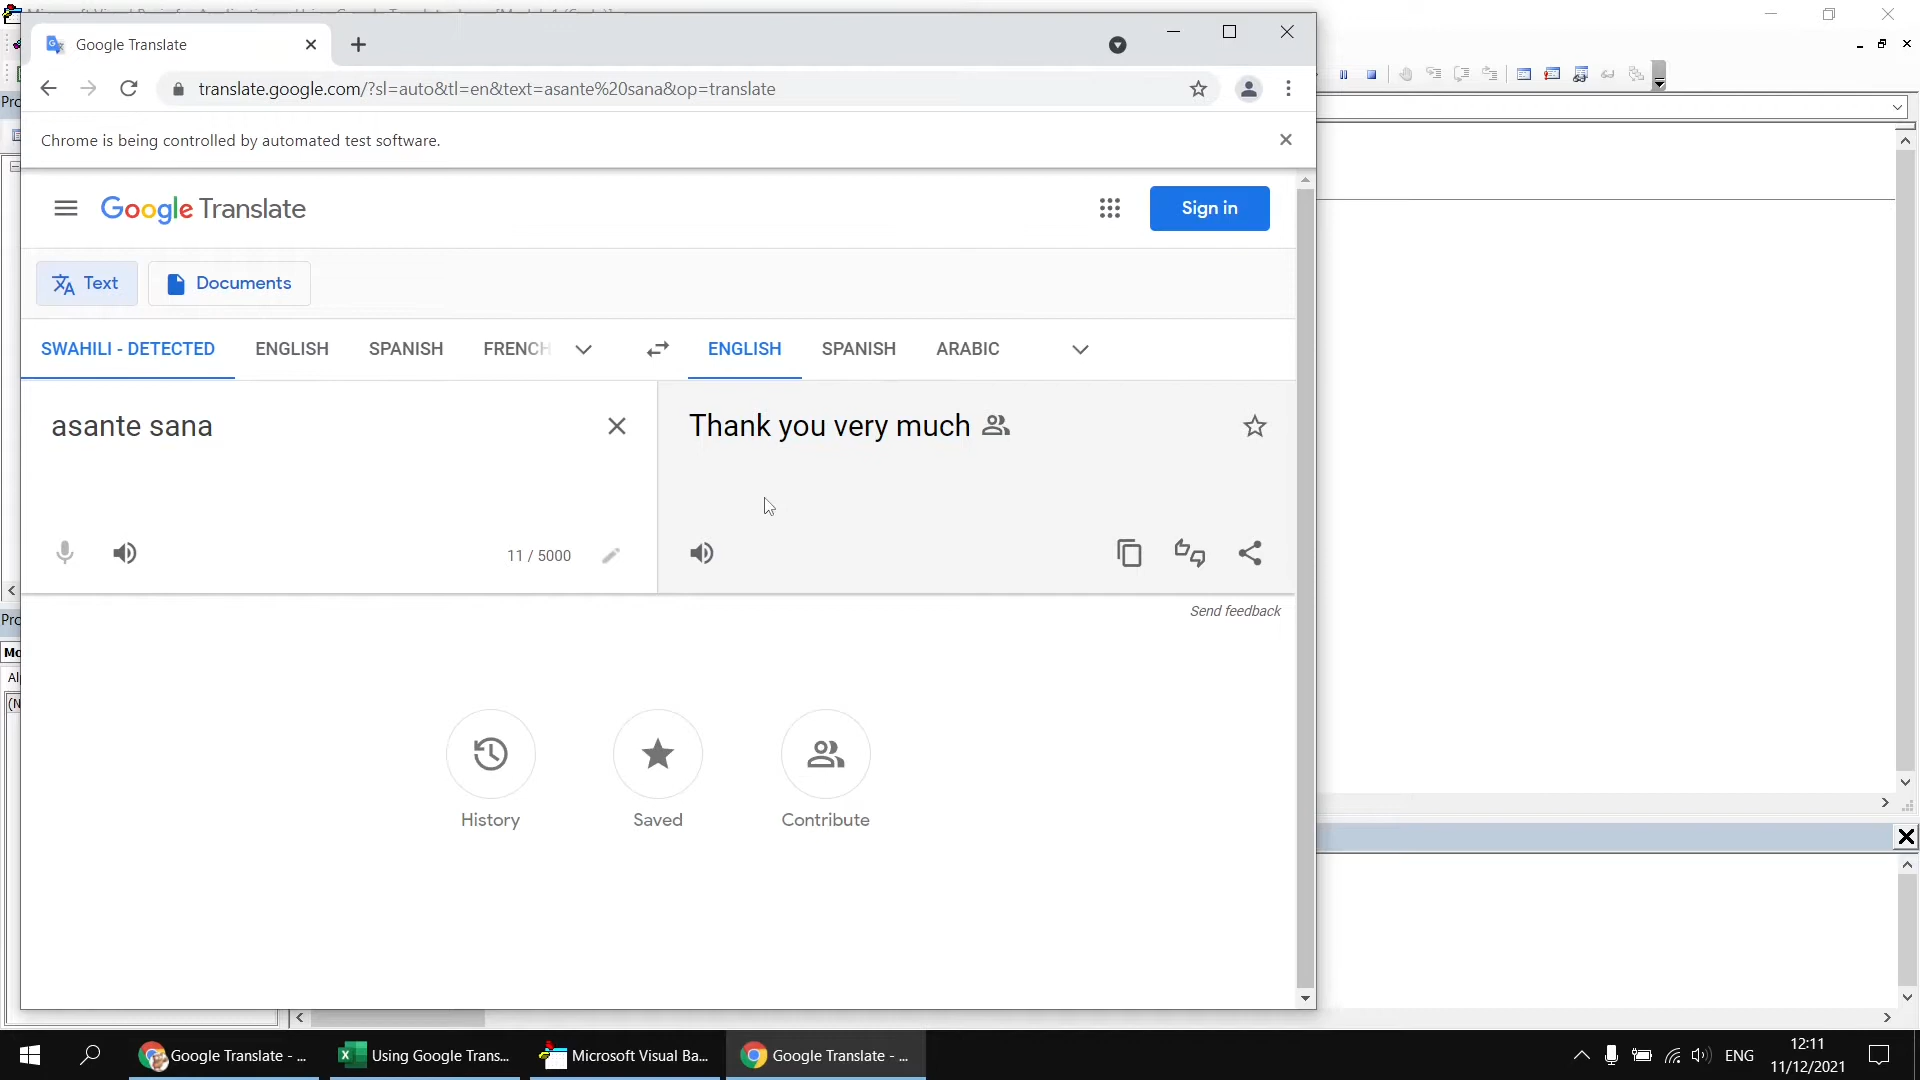 Google Translate
translate.google.com/?sl=auto&tl=en&text=asante%20sana&op=translate
Chrome is being controlled by automated test software.
Google Translate
Sign in
Text
Documents
SWAHILI - DETECTED
ENGLISH
SPANISH
FRENCH
ENGLISH
SPANISH
ARABIC
asante sana
Thank you very much
11 / 5000
Send feedback
History
Saved
Contribute
Google Translate - ...
Using Google Trans...
Microsoft Visual Ba...
Google Translate - ...
ENG
12:11
11/12/2021